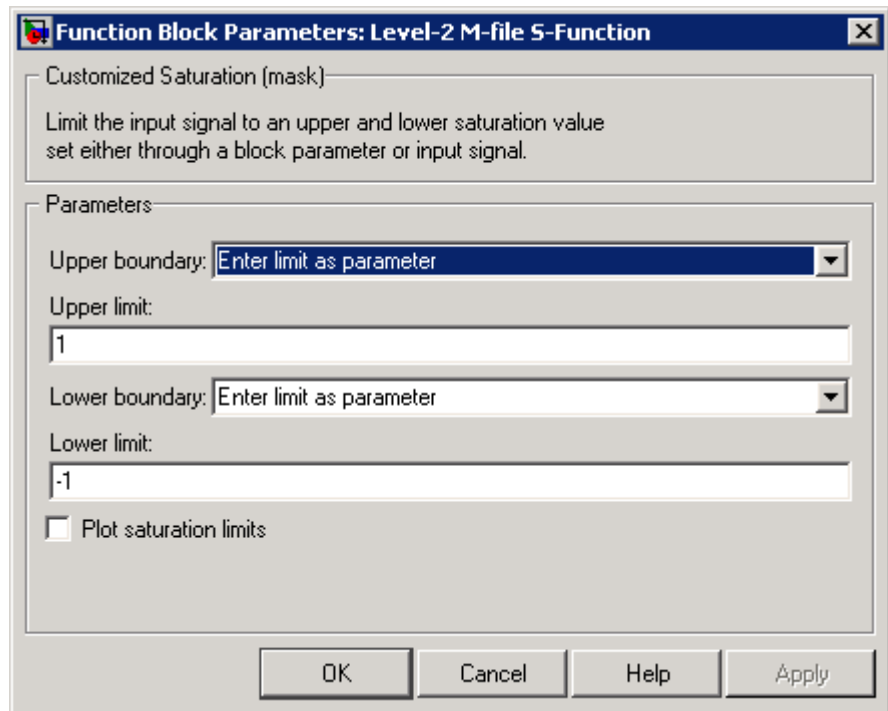 Function Block Parameters: Level-2 M-file S-Function
Customized Saturation (mask)
Limit the input signal to an upper and lower saturation value
set either through a block parameter or input signal.
Parameters
Upper boundary: Enter limit as parameter
Upper limit:
1
Lower boundary: Enter limit as parameter
Lower limit:
-1
Plot saturation limits
OK Cancel Help Apply